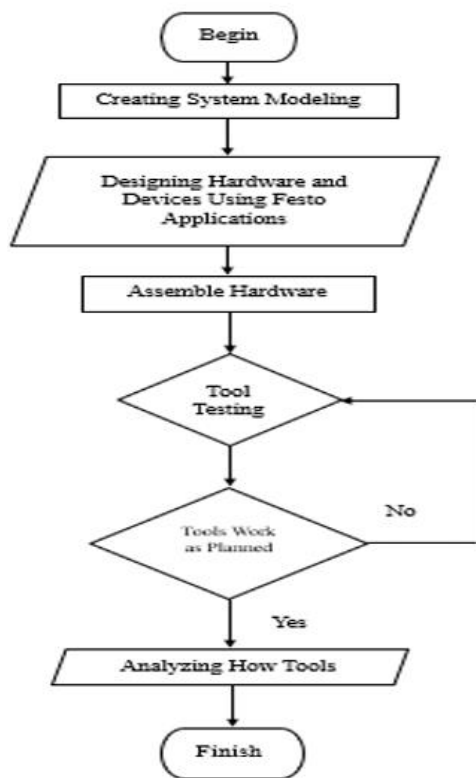 Begin
Creating System Modeling
Designing Hardware and
Devices Using Festo
Applications
Assemble Hardware
Tool
Testing
Tools Work
as Planned
No
Yes
Analyzing How Tools
Finish